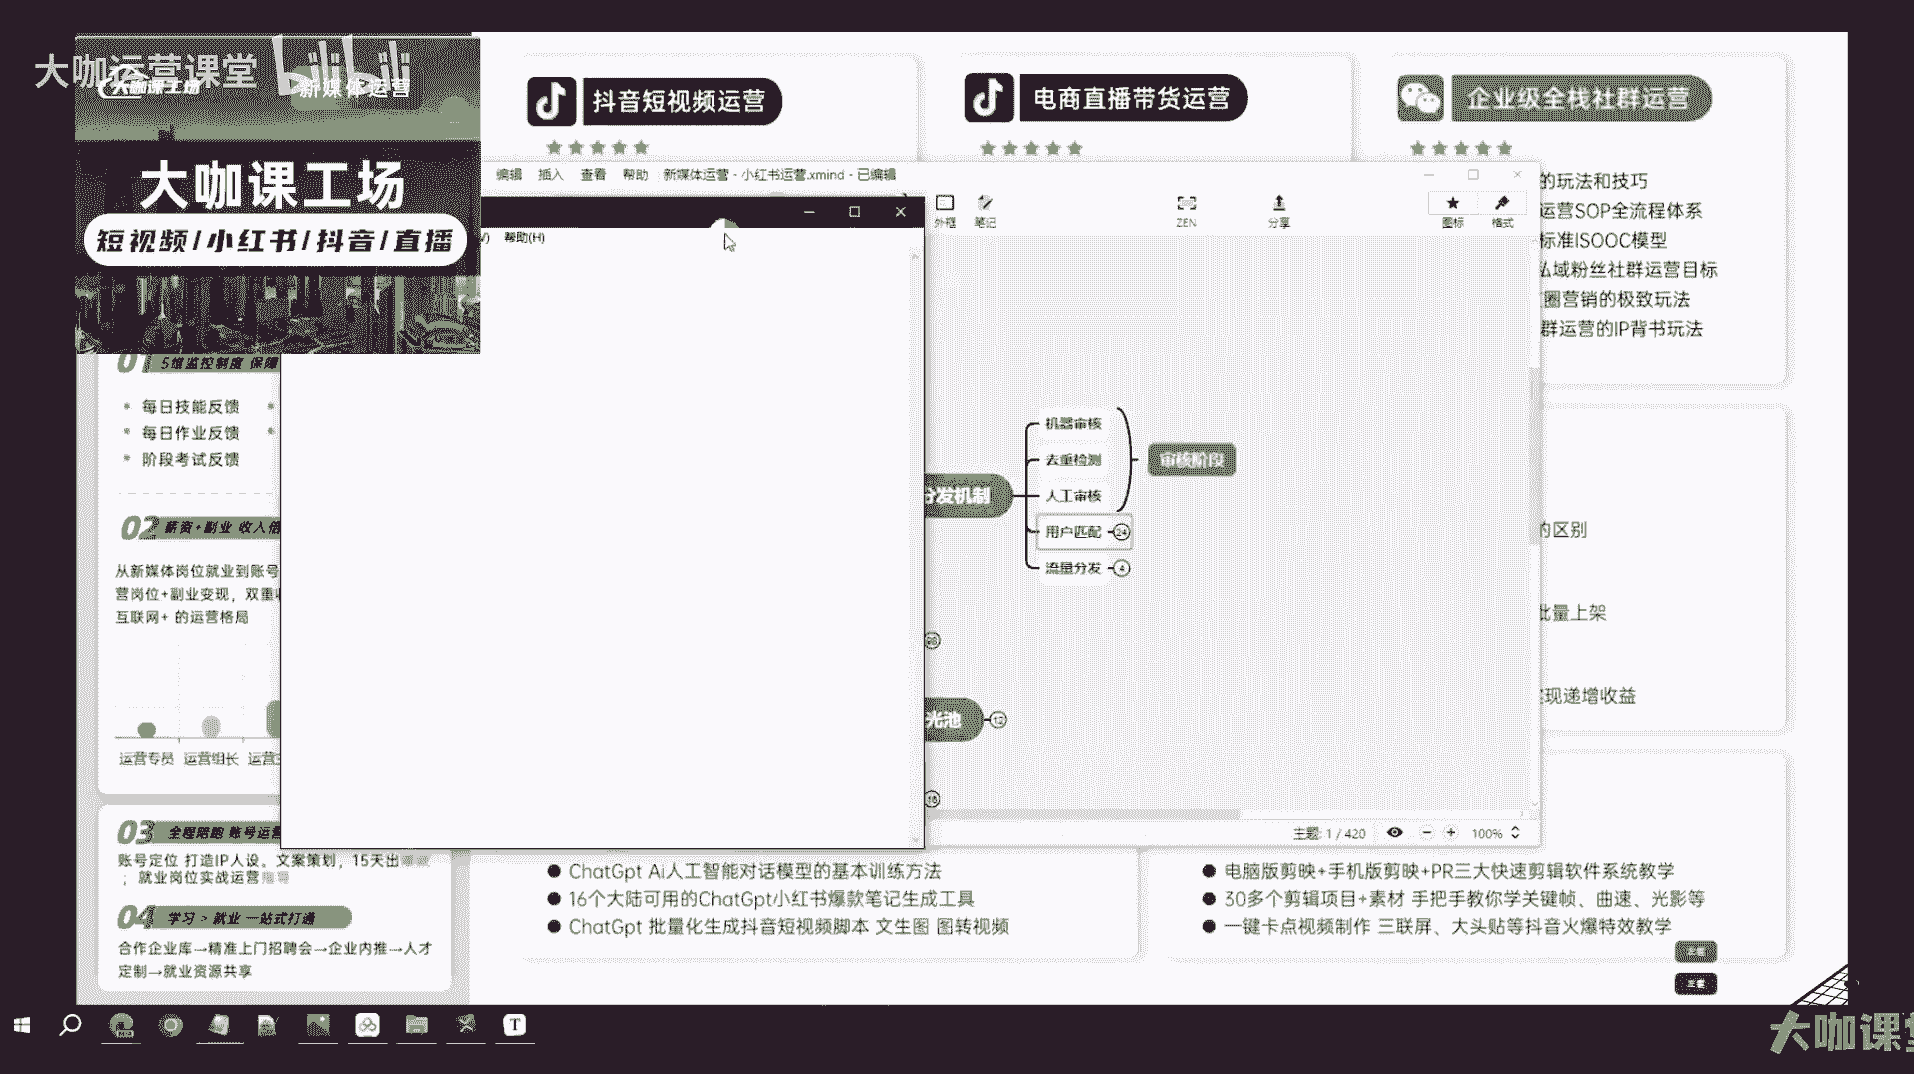 大咖运营课堂 bilibili
大咖课工场
新媒体运营
大咖课工场
短视频/小红书/抖音/直播
抖音短视频运营
电商直播带货运营
企业级全栈社群运营
的玩法和技巧
运营SOP全流程体系
标准ISOOC模型
私域粉丝社群运营目标
圈营销的极致玩法
群运营的IP背书玩法
编辑 插入 查看 帮助 新媒体运营 - 小红书运营.xmind - 已编辑
外框 笔记 ZEN 分享 图标 格式
帮助(H)
机器审核
去重检测
人工审核
用户匹配 24
流量分发 4
审核阶段
分发机制
光池 12
主题: 1 / 420
100%
的区别
批量上架
实现递增收益
01 5维监控制度 保障
每日技能反馈
每日作业反馈
阶段考试反馈
02 薪资+副业 收入倍
从新媒体岗位就业到账号
营岗位+副业变现，双重
互联网+ 的运营格局
运营专员 运营组长 运营
03 全程陪跑 账号运营
账号定位 打造IP人设、文案策划，15天出
；就业岗位实战运营
04 学习 > 就业 一站式打通
合作企业库→精准上门招聘会→企业内推→人才
定制→就业资源共享
ChatGpt Ai人工智能对话模型的基本训练方法
16个大陆可用的ChatGpt小红书爆款笔记生成工具
ChatGpt 批量化生成抖音短视频脚本 文生图 图转视频
电脑版剪映+手机版剪映+PR三大快速剪辑软件系统教学
30多个剪辑项目+素材 手把手教你学关键帧、曲速、光影等
一键卡点视频制作 三联屏、大头贴等抖音火爆特效教学
大咖课堂